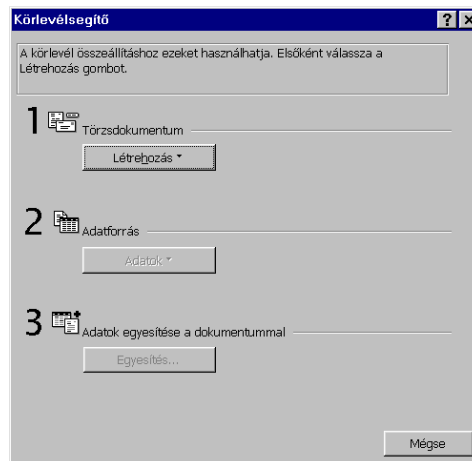 Körlevélsegítő
A körlevél összeállításhoz ezeket használhatja. Elsőként válassza a
Létrehozás gombot.
1 Törzsdokumentum
Létrehozás
2 Adatforrás
Adatok
3 Adatok egyesítése a dokumentummal
Egyesítés...
Mégse